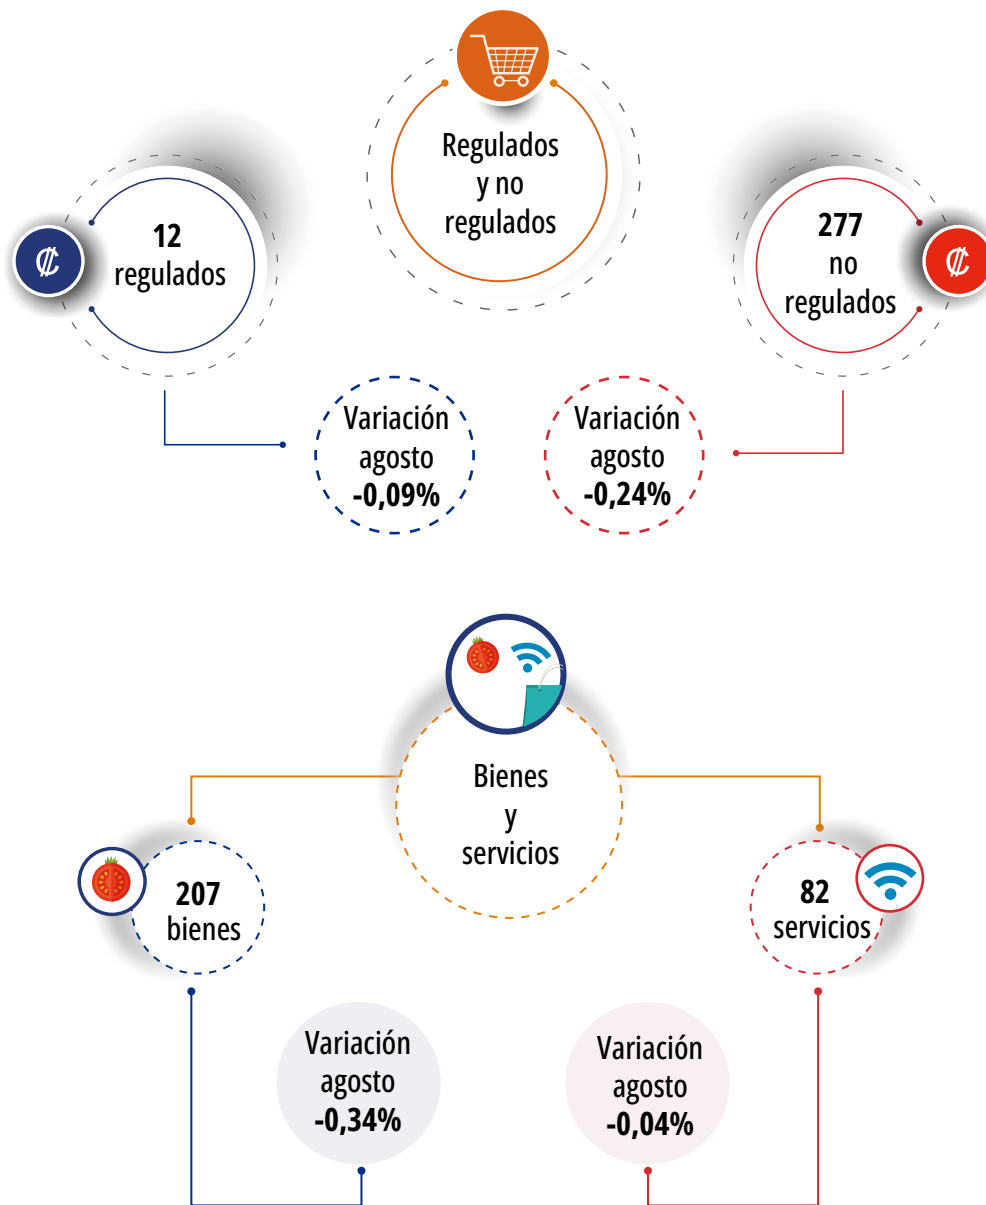 Regulados
y no
regulados
12
regulados
277
no
regulados
₡
₡
Variación
agosto
-0,09%
Variación
agosto
-0,24%
Bienes
y
servicios
207
bienes
82
servicios
Variación
agosto
-0,34%
Variación
agosto
-0,04%